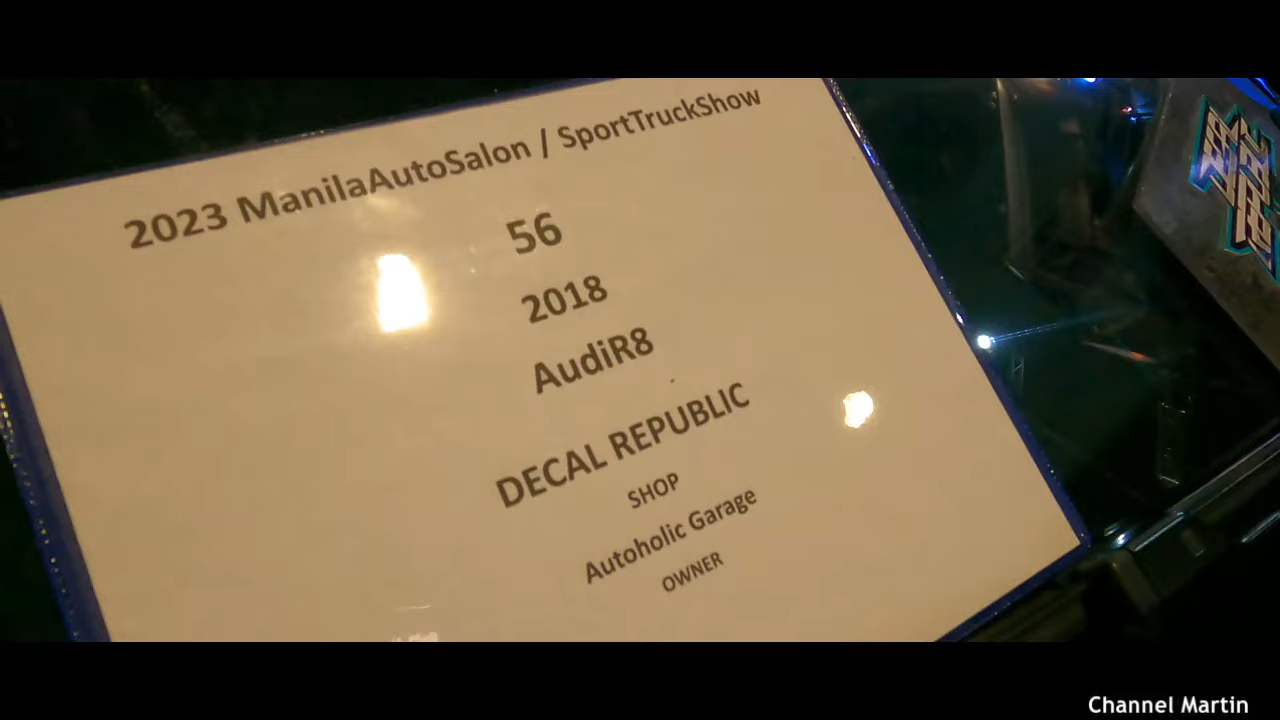 2023 ManilaAutoSalon / SportTruckShow
56
2018
AudiR8
DECAL REPUBLIC
SHOP
Autoholic Garage
OWNER
Channel Martin